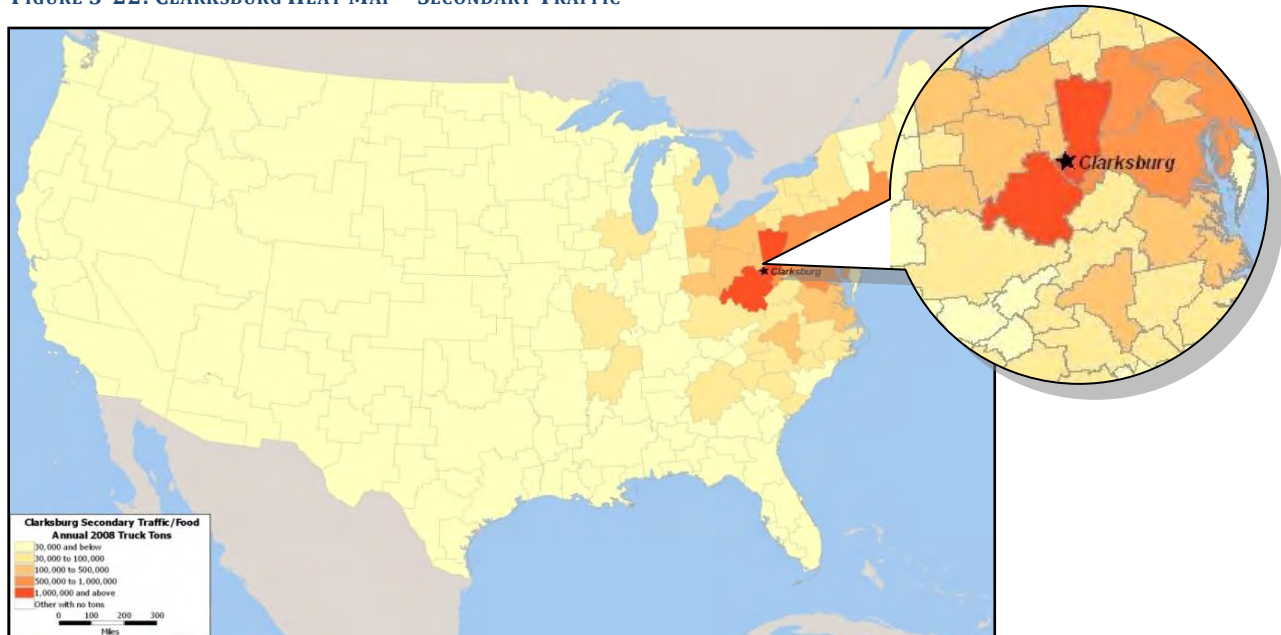 FIGURE 3-22: CLARKSBURG HEAT MAP – SECONDARY TRAFFIC
Clarksburg
Clarksburg
Clarksburg Secondary Traffic/Food
Annual 2008 Truck Tons
30,000 and below
30,000 to 100,000
100,000 to 500,000
500,000 to 1,000,000
1,000,000 and above
Other with no tons
0 100 200 300
Miles